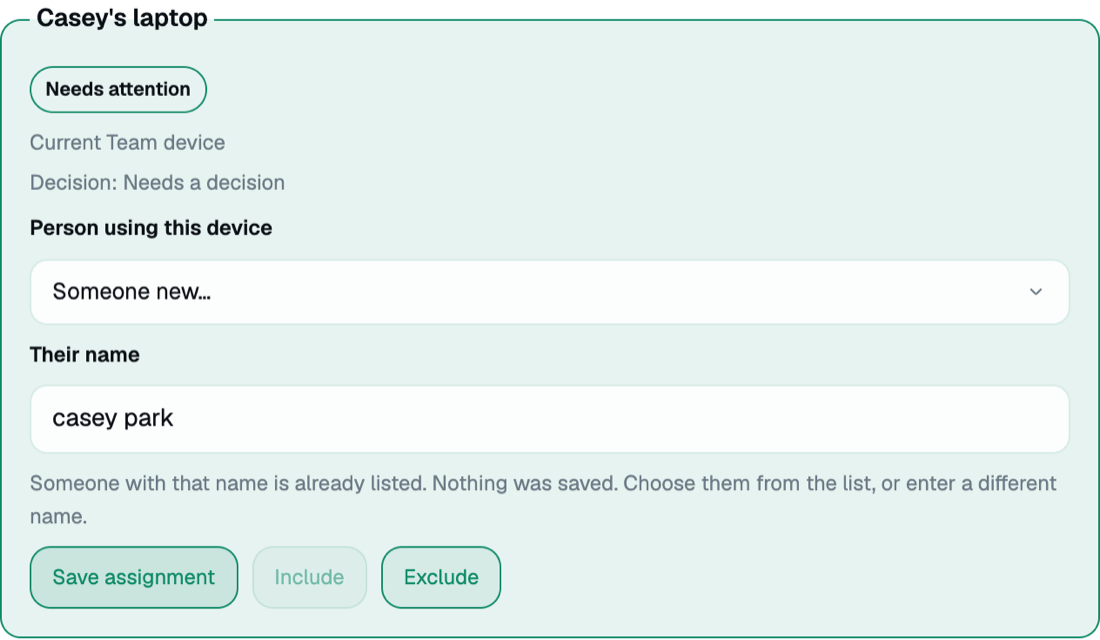 Casey's laptop
Needs attention
Current Team device
Decision: Needs a decision
Person using this device
Someone new...
Their name
casey park
Someone with that name is already listed. Nothing was saved. Choose them from the list, or enter a different
name.
Save assignment Include Exclude